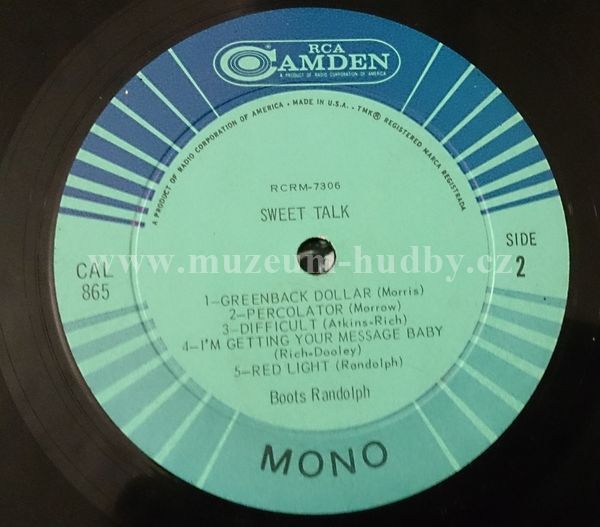 RCA
CAMDEN
A PRODUCT OF RADIO CORPORATION OF AMERICA
A PRODUCT OF RADIO CORPORATION OF AMERICA • MADE IN U.S.A. - TMK ® REGISTERED MARCA REGISTRADA
RCRM-7306
SWEET TALK
SIDE
2
CAL
865
www.muzeum-hudby.cz
1-GREENBACK DOLLAR (Morris)
2-PERCOLATOR (Morrow)
3-DIFFICULT (Atkins-Rich)
4-I'M GETTING YOUR MESSAGE BABY
(Rich-Dooley)
5-RED LIGHT (Randolph)
Boots Randolph
MONO